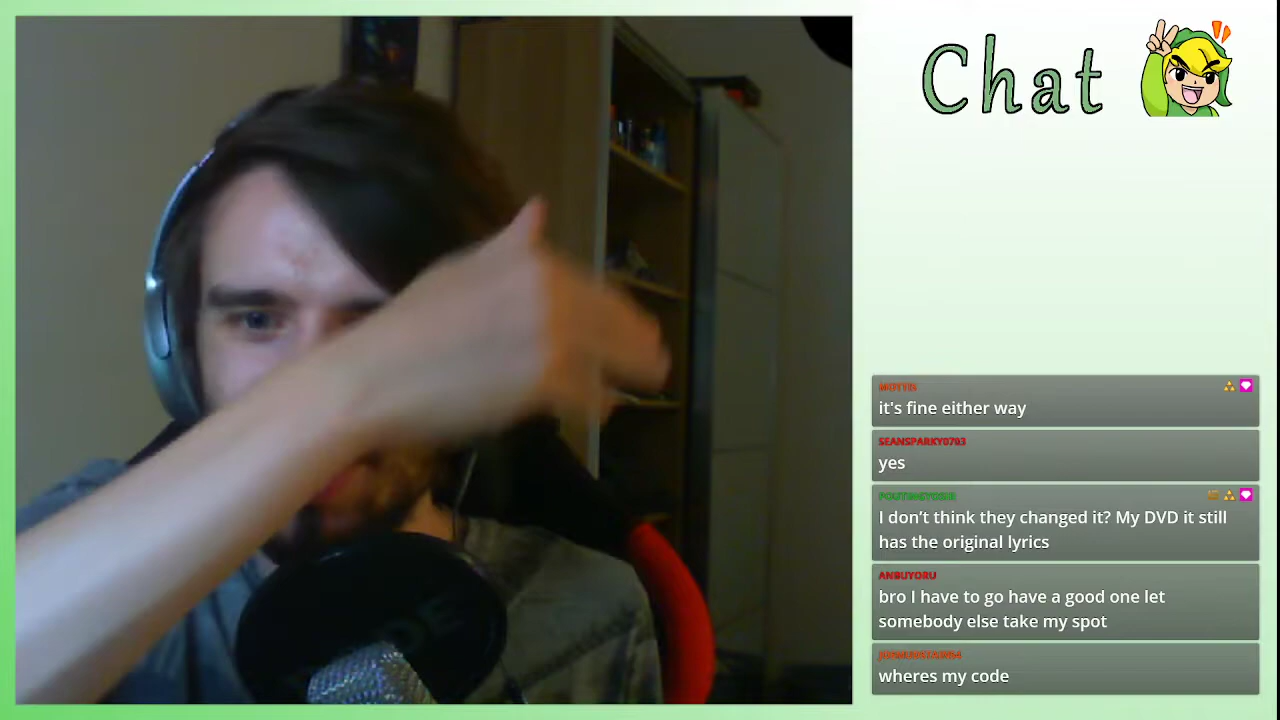 Chat
it's fine either way
SEANSPARKY0793
yes
I don't think they changed it? My DVD it still
has the original lyrics
ANBUYORU
bro I have to go have a good one let
somebody else take my spot
wheres my code